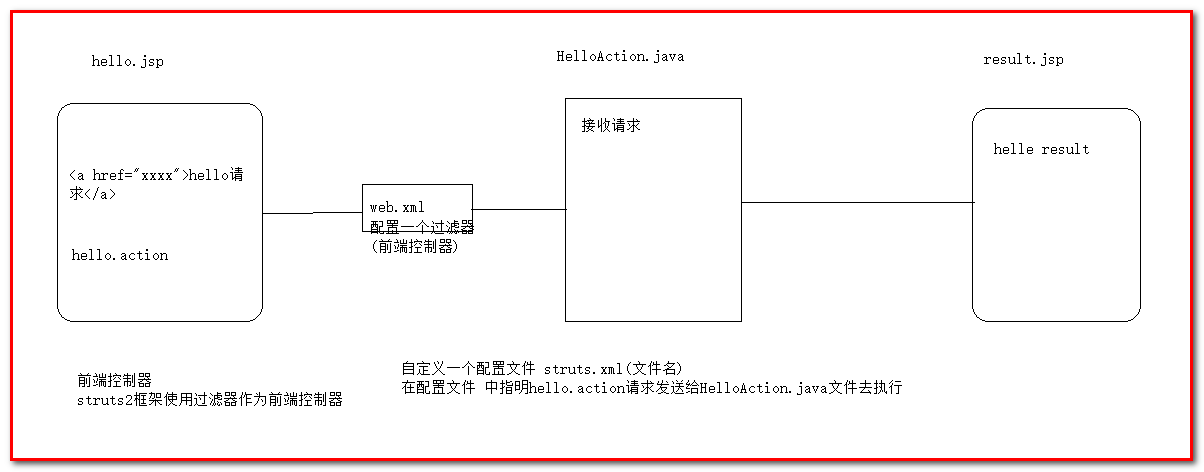 hello.jsp
HelloAction.java
result.jsp
<a href="xxxx">hello请
求</a>
hello.action
web.xml
配置一个过滤器
(前端控制器)
接收请求
helle result
前端控制器
struts2框架使用过滤器作为前端控制器
自定义一个配置文件 struts.xml(文件名)
在配置文件 中指明hello.action请求发送给HelloAction.java文件去执行